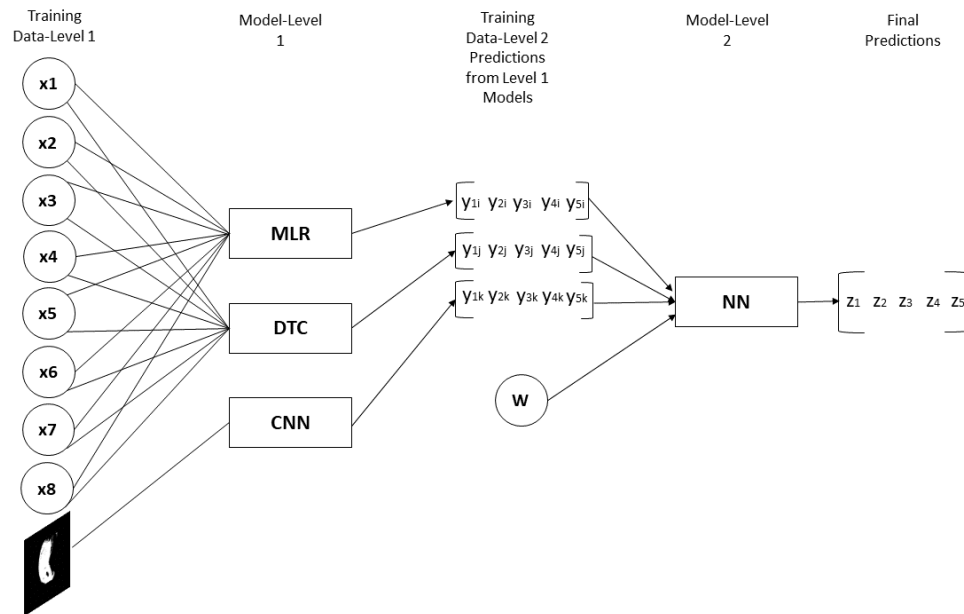 Training
Data-Level 1
Model-Level
1
Training
Data-Level 2
Predictions
from Level 1
Models
Model-Level
2
Final
Predictions
x1
x2
x3
x4
x5
x6
x7
x8
MLR
DTC
CNN
y1i y2i y3i y4i y5i
y1j y2j y3j y4j y5j
y1k y2k y3k y4k y5k
W
NN
z1 z2 z3 z4 z5